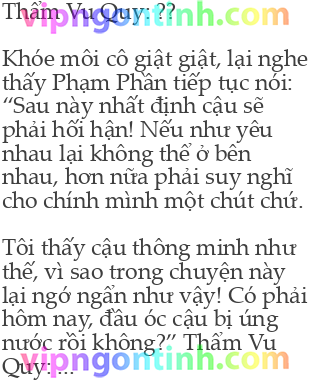 vipngontinh.com
Thẩm Vu Quy: ??
Khóe môi cô giật giật, lại nghe
thấy Phạm Phần tiếp tục nói:
“Sau này nhất định cậu sẽ
phải hối hận! Nếu như yêu
nhau lại không thể ở bên
nhau, hơn nữa phải suy nghĩ
cho chính mình một chút chứ.
Tôi thấy cậu thông minh như
thế, vì sao trong chuyện này
lại ngớ ngẩn như vậy! Có phải
hôm nay, đầu óc cậu bị úng
nước rồi không?” Thẩm Vu
vipngontinh.com
Quy: ...